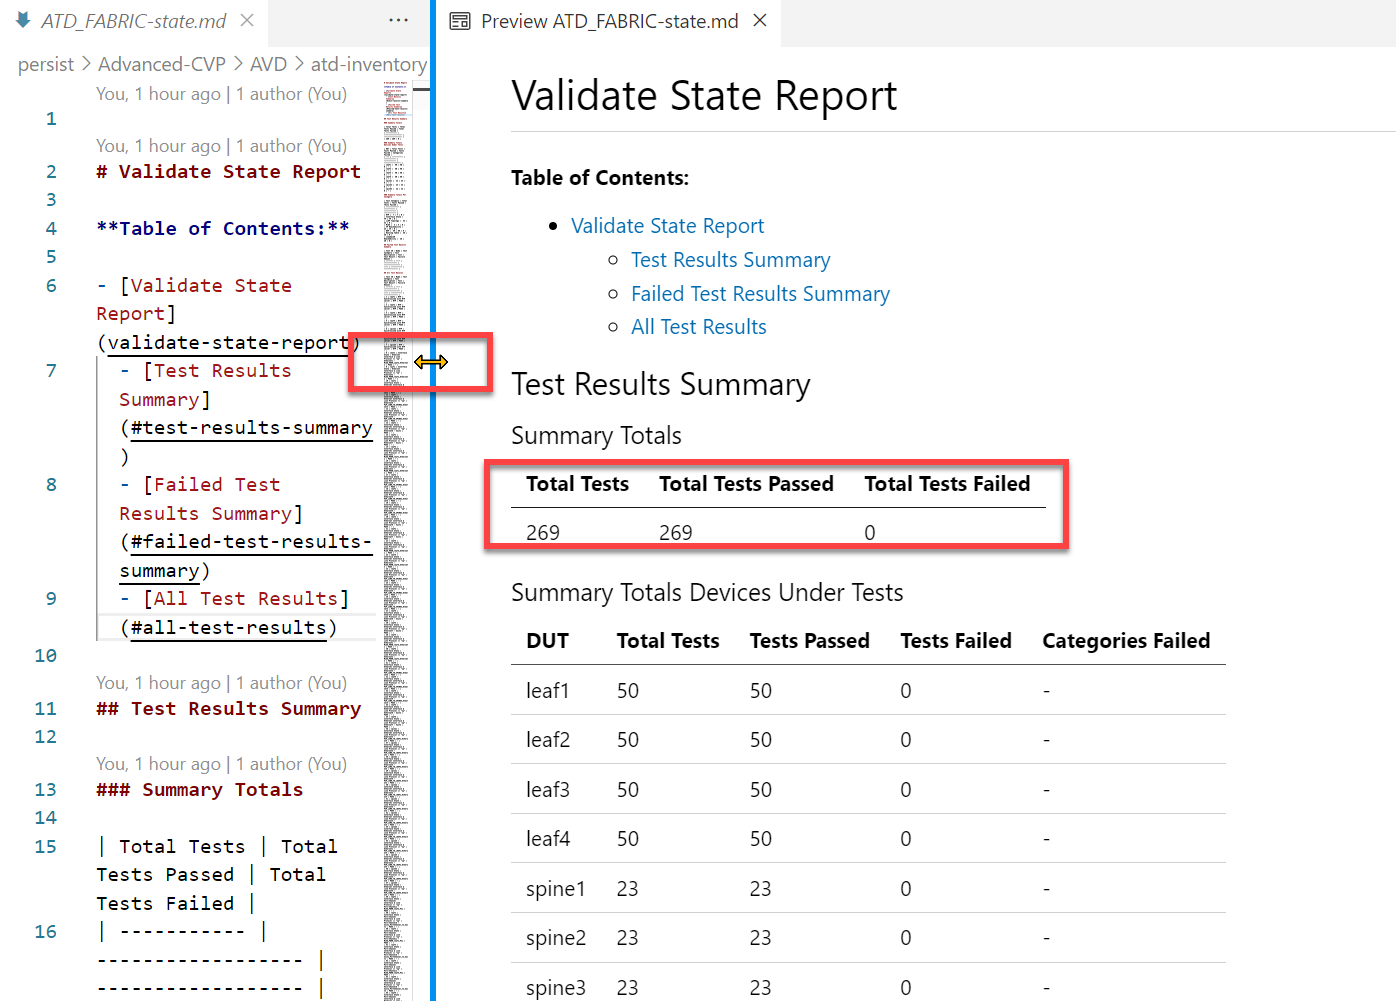 ATD_FABRIC-state.md
Preview ATD_FABRIC-state.md
persist > Advanced-CVP > AVD > atd-inventory
You, 1 hour ago | 1 author (You)
1
You, 1 hour ago | 1 author (You)
2 # Validate State Report
3
4 **Table of Contents:**
5
6 - [Validate State
Report]
(validate-state-report)
7 - [Test Results
Summary]
(#test-results-summary
)
8 - [Failed Test
Results Summary]
(#failed-test-results-
summary)
9 - [All Test Results]
(#all-test-results)
10
You, 1 hour ago | 1 author (You)
11 ## Test Results Summary
12
You, 1 hour ago | 1 author (You)
13 ### Summary Totals
14
15 | Total Tests | Total
Tests Passed | Total
Tests Failed |
16 | ----------- |
------------------ |
------------------ |
Validate State Report
Table of Contents:
• Validate State Report
○ Test Results Summary
○ Failed Test Results Summary
○ All Test Results
Test Results Summary
Summary Totals
Total Tests Total Tests Passed Total Tests Failed
269 269 0
Summary Totals Devices Under Tests
DUT Total Tests Tests Passed Tests Failed Categories Failed
leaf1 50 50 0 -
leaf2 50 50 0 -
leaf3 50 50 0 -
leaf4 50 50 0 -
spine1 23 23 0 -
spine2 23 23 0 -
spine3 23 23 0 -